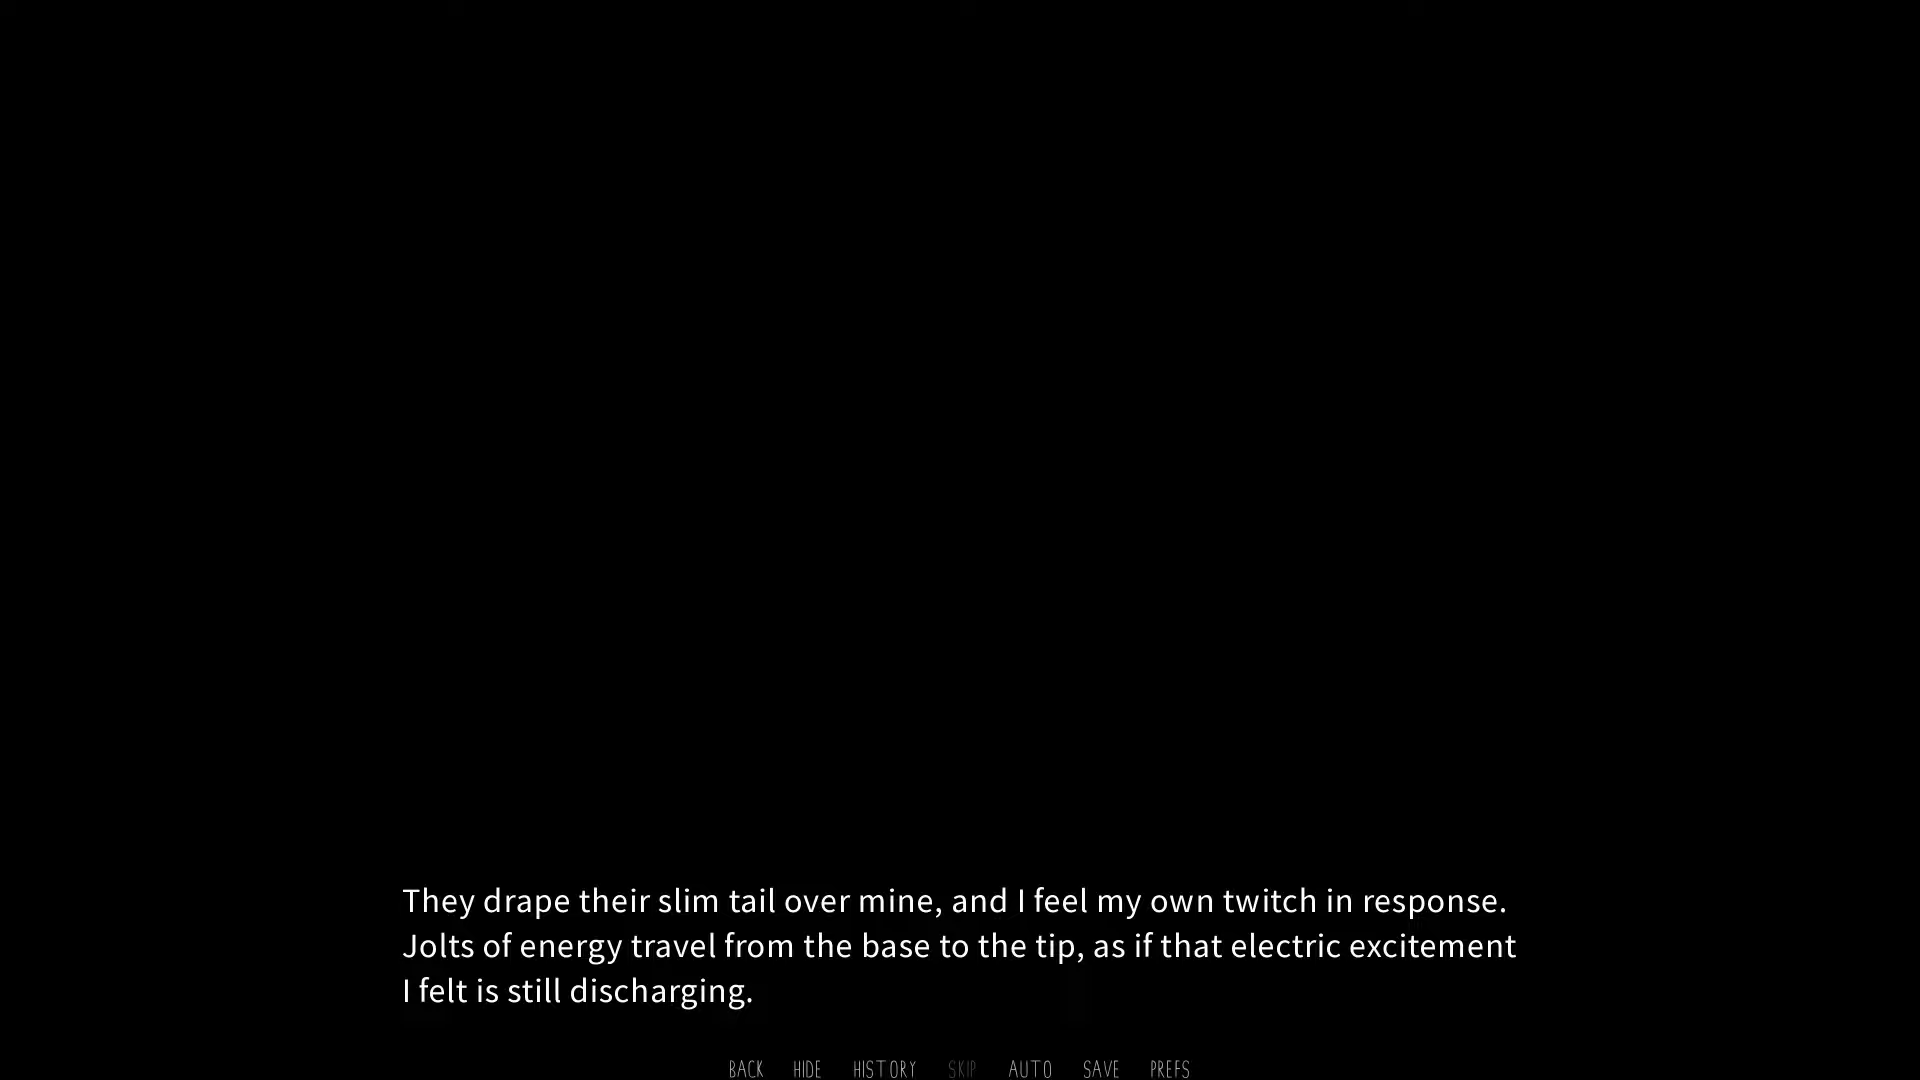 They drape their slim tail over mine, and I feel my own twitch in response.
Jolts of energy travel from the base to the tip, as if that electric excitement
I felt is still discharging.
BACK HIDE HISTORY SKIP AUTO SAVE PREFS